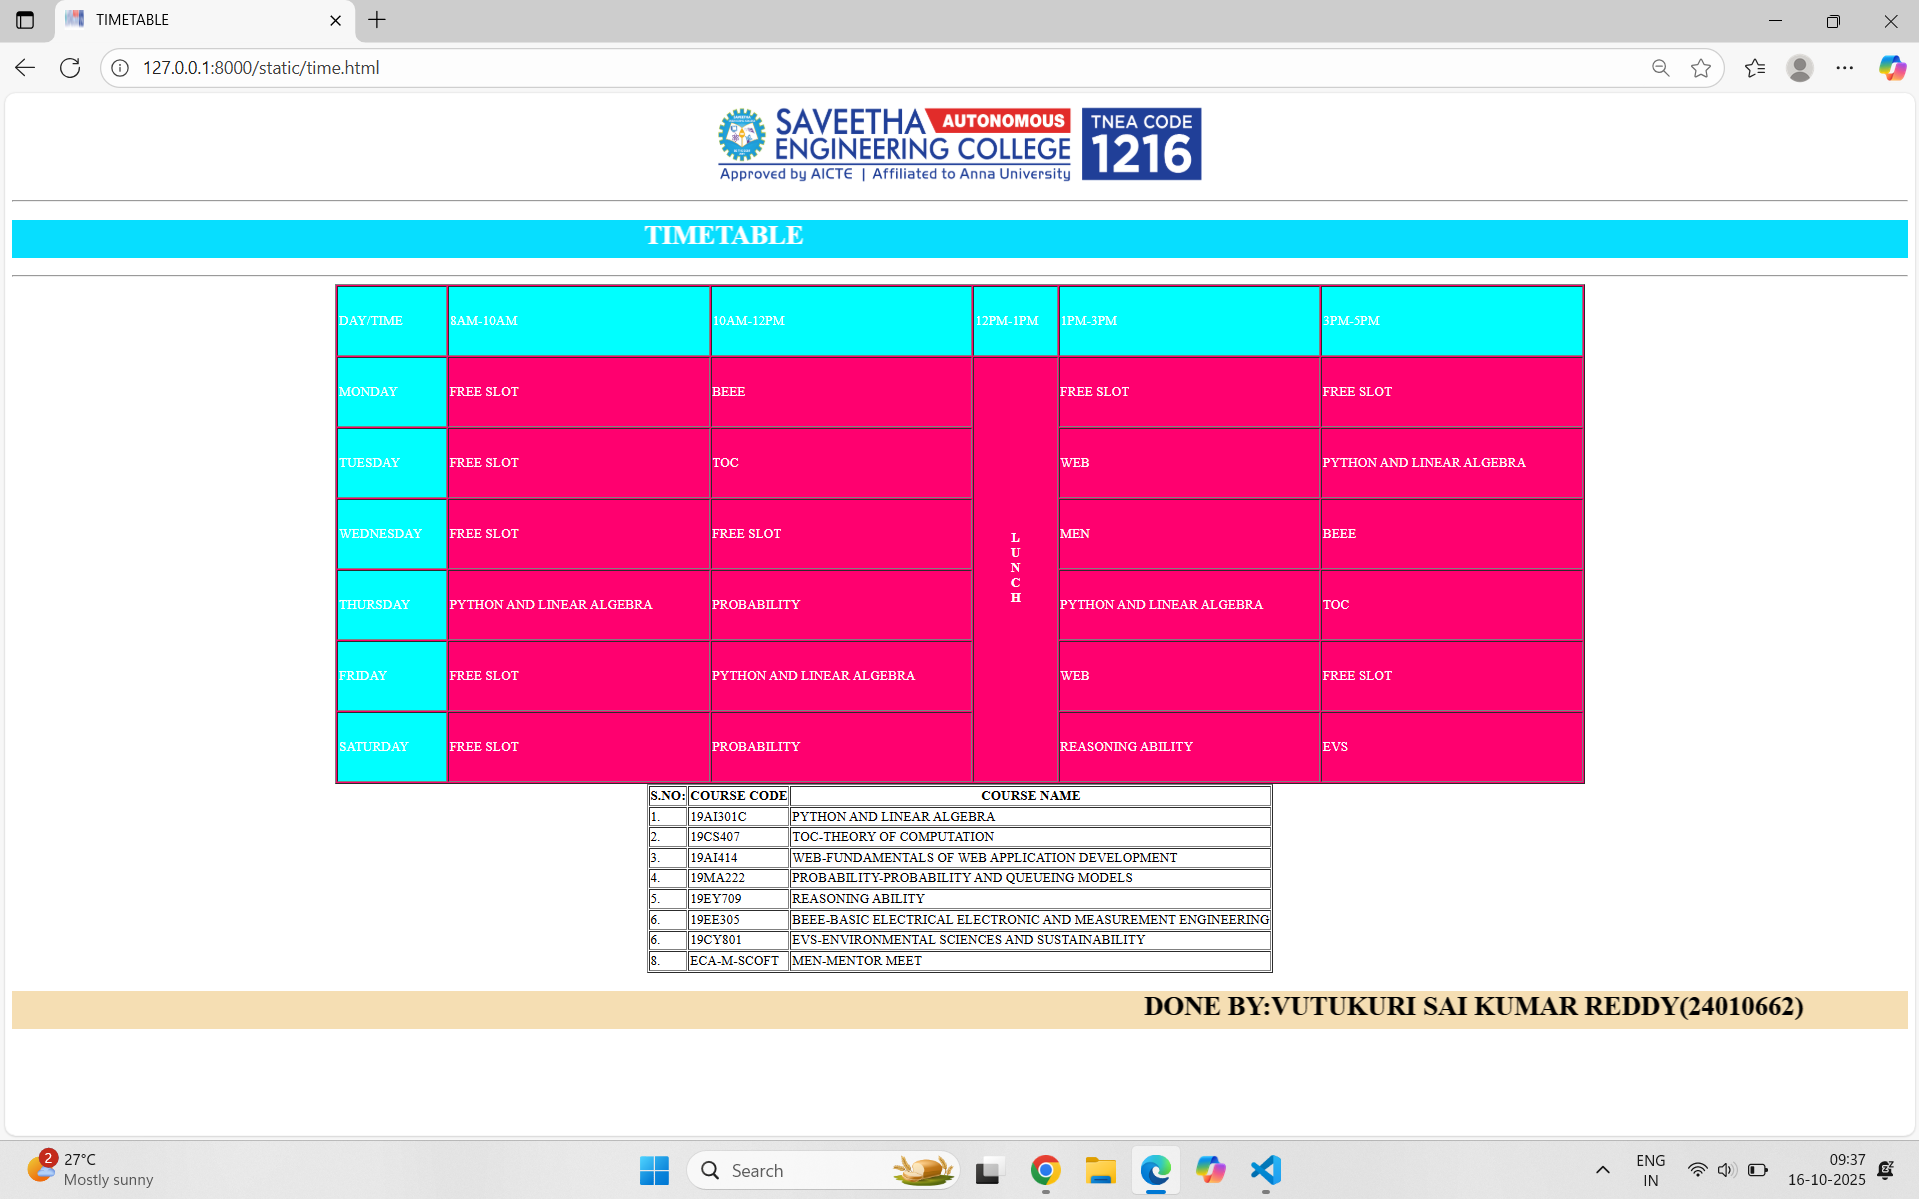 TIMETABLE
127.0.0.1:8000/static/time.html
SAVEETHA AUTONOMOUS
ENGINEERING COLLEGE
Approved by AICTE | Affiliated to Anna University
TNEA CODE
1216
TIMETABLE
DAY/TIME 8AM-10AM 10AM-12PM 12PM-1PM 1PM-3PM 3PM-5PM
MONDAY FREE SLOT BEEE FREE SLOT FREE SLOT
TUESDAY FREE SLOT TOC WEB PYTHON AND LINEAR ALGEBRA
WEDNESDAY FREE SLOT FREE SLOT MEN BEEE
L
U
N
C
H
THURSDAY PYTHON AND LINEAR ALGEBRA PROBABILITY PYTHON AND LINEAR ALGEBRA TOC
FRIDAY FREE SLOT PYTHON AND LINEAR ALGEBRA WEB FREE SLOT
SATURDAY FREE SLOT PROBABILITY REASONING ABILITY EVS
S.NO: COURSE CODE COURSE NAME
1. 19AI301C PYTHON AND LINEAR ALGEBRA
2. 19CS407 TOC-THEORY OF COMPUTATION
3. 19AI414 WEB-FUNDAMENTALS OF WEB APPLICATION DEVELOPMENT
4. 19MA222 PROBABILITY-PROBABILITY AND QUEUEING MODELS
5. 19EY709 REASONING ABILITY
6. 19EE305 BEEE-BASIC ELECTRICAL ELECTRONIC AND MEASUREMENT ENGINEERING
6. 19CY801 EVS-ENVIRONMENTAL SCIENCES AND SUSTAINABILITY
8. ECA-M-SCOFT MEN-MENTOR MEET
DONE BY:VUTUKURI SAI KUMAR REDDY(24010662)
2
27°C
Mostly sunny
Search
ENG
IN
09:37
16-10-2025